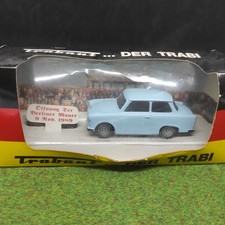 Trabant ... DER TRABI
Öffnung Der
Berliner Mauer
9 Nov. 1989
Trabant ... DER TRABI